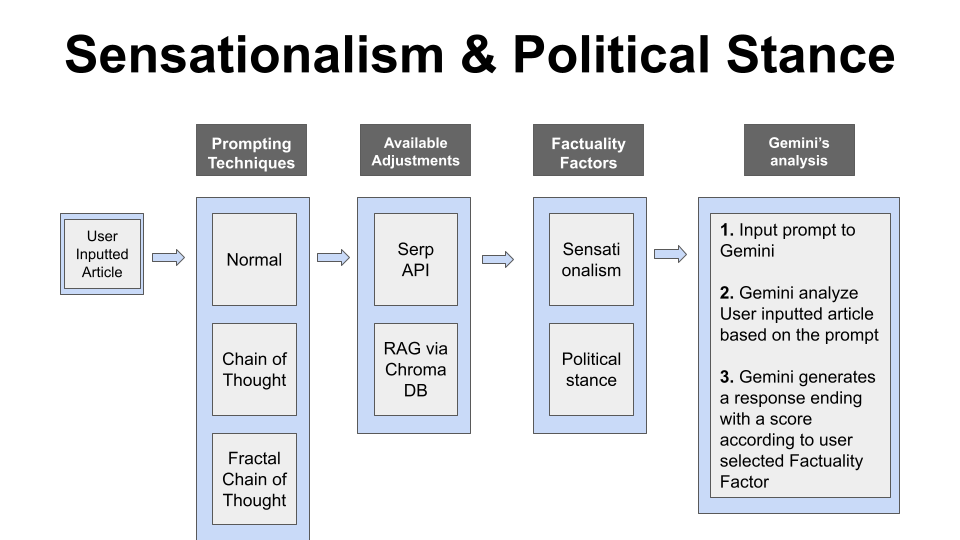 Sensationalism & Political Stance
Prompting
Techniques
Available
Adjustments
Factuality
Factors
Gemini's
analysis
User
Inputted
Article
Normal
Chain of
Thought
Fractal
Chain of
Thought
Serp
API
RAG via
Chroma
DB
Sensati
onalism
Political
stance
1. Input prompt to
Gemini
2. Gemini analyze
User inputted article
based on the prompt
3. Gemini generates
a response ending
with a score
according to user
selected Factuality
Factor